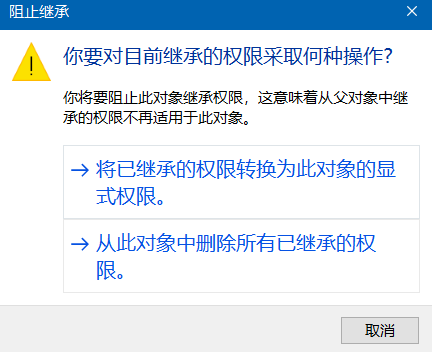 阻止继承
你要对目前继承的权限采取何种操作?
你将要阻止此对象继承权限，这意味着从父对象中继
承的权限不再适用于此对象。
将已继承的权限转换为此对象的显
式权限。
从此对象中删除所有已继承的权
限。
取消